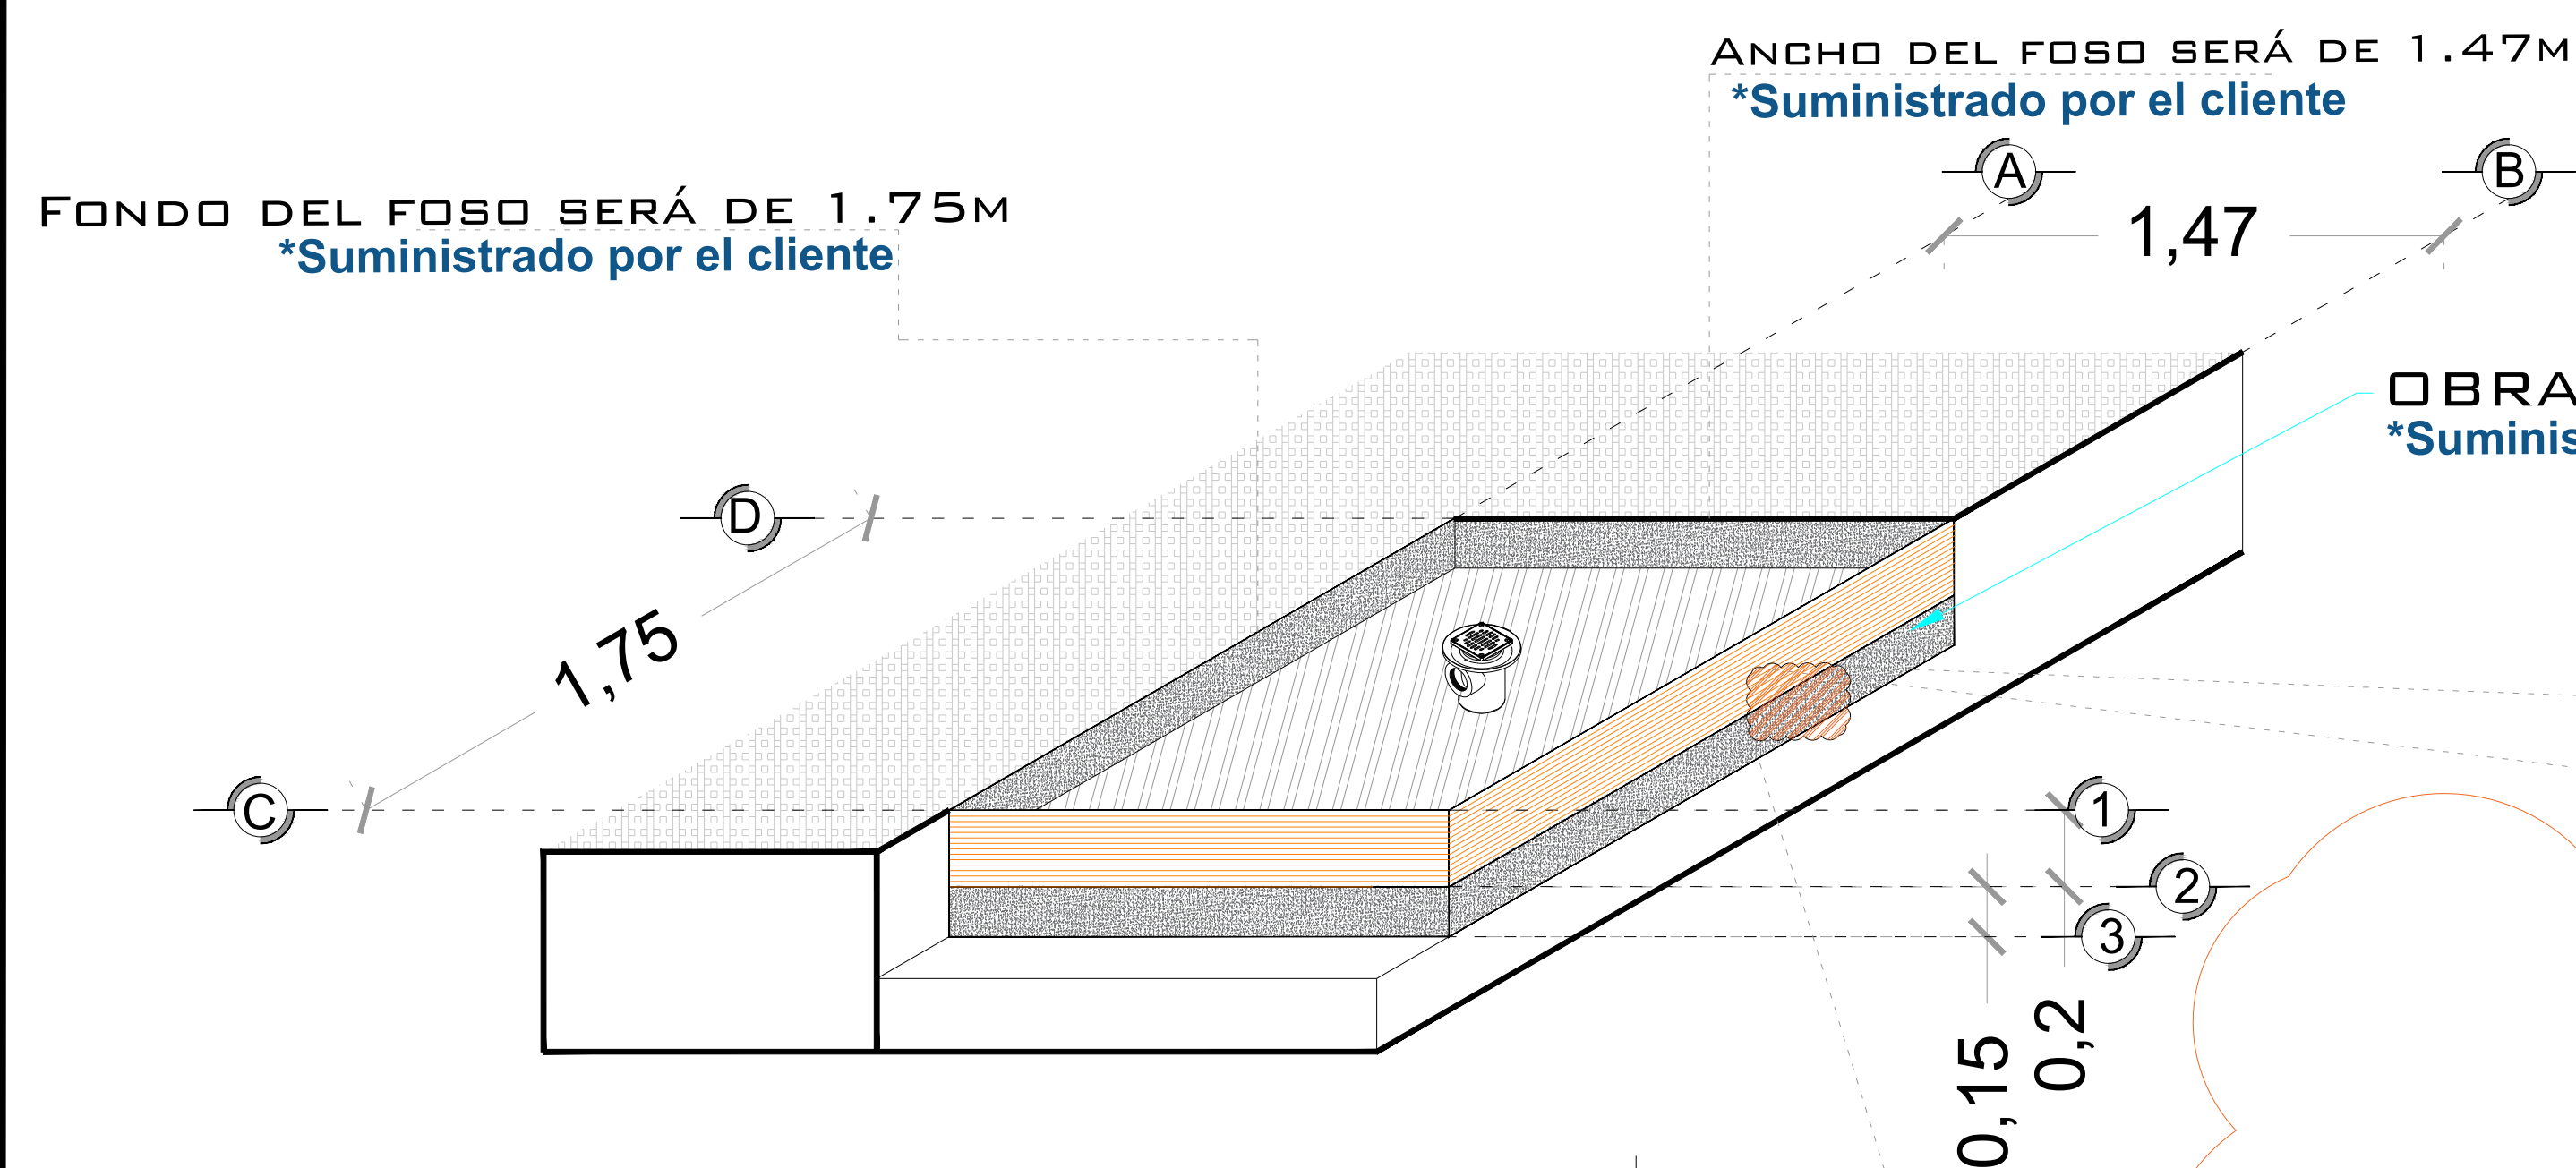 ANCHO DEL FOSO SERÁ DE 1.47M
*Suministrado por el cliente
A
B
1,47
FONDO DEL FOSO SERÁ DE 1.75M
*Suministrado por el cliente
OBRA
*Suminis
D
1,75
C
1
2
3
0,15
0,2